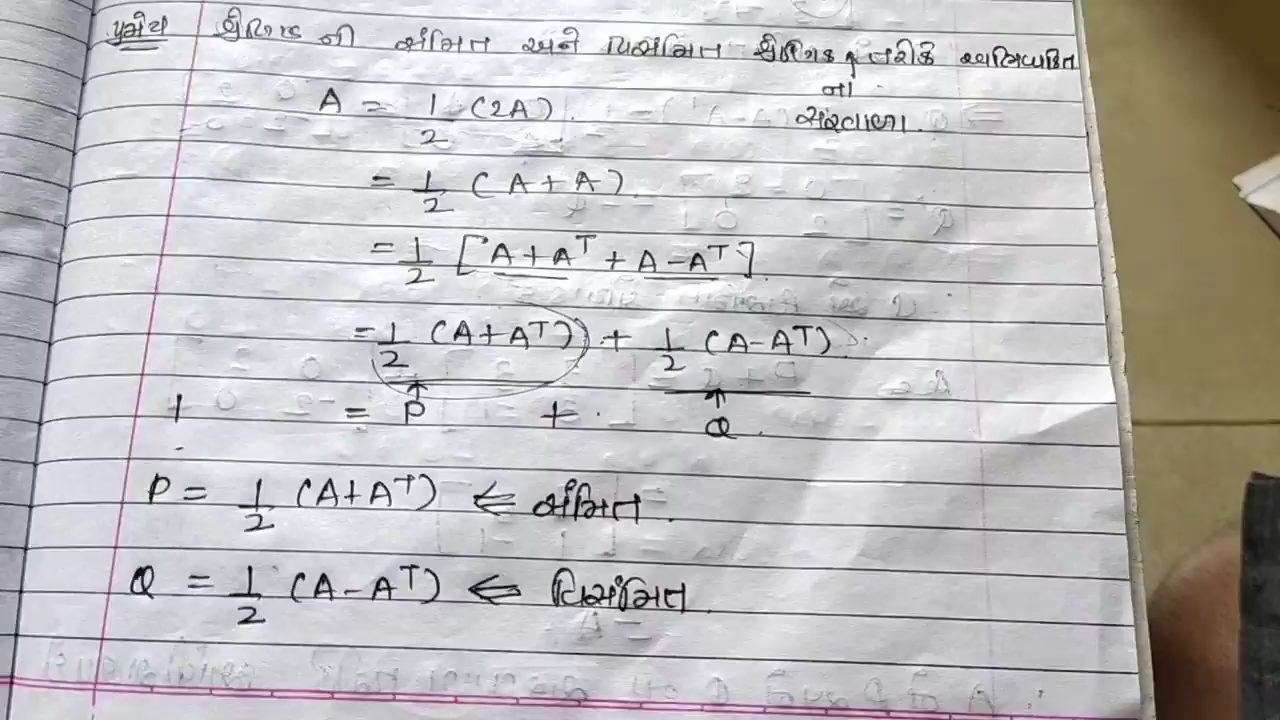 પ્રમેય શ્રેણિક ની સંમિત અને વિસંમિત શ્રેણિક તરીકે અભિવ્યક્તિ
ના
સરવાળા.
A = 1/2 (2A).
= 1/2 (A + A)
= 1/2 [A + A^T + A - A^T].
= 1/2 (A + A^T) + 1/2 (A - A^T).
= P + Q.
P = 1/2 (A + A^T) ⇐ સંમિત.
Q = 1/2 (A - A^T) ⇐ વિસંમિત.